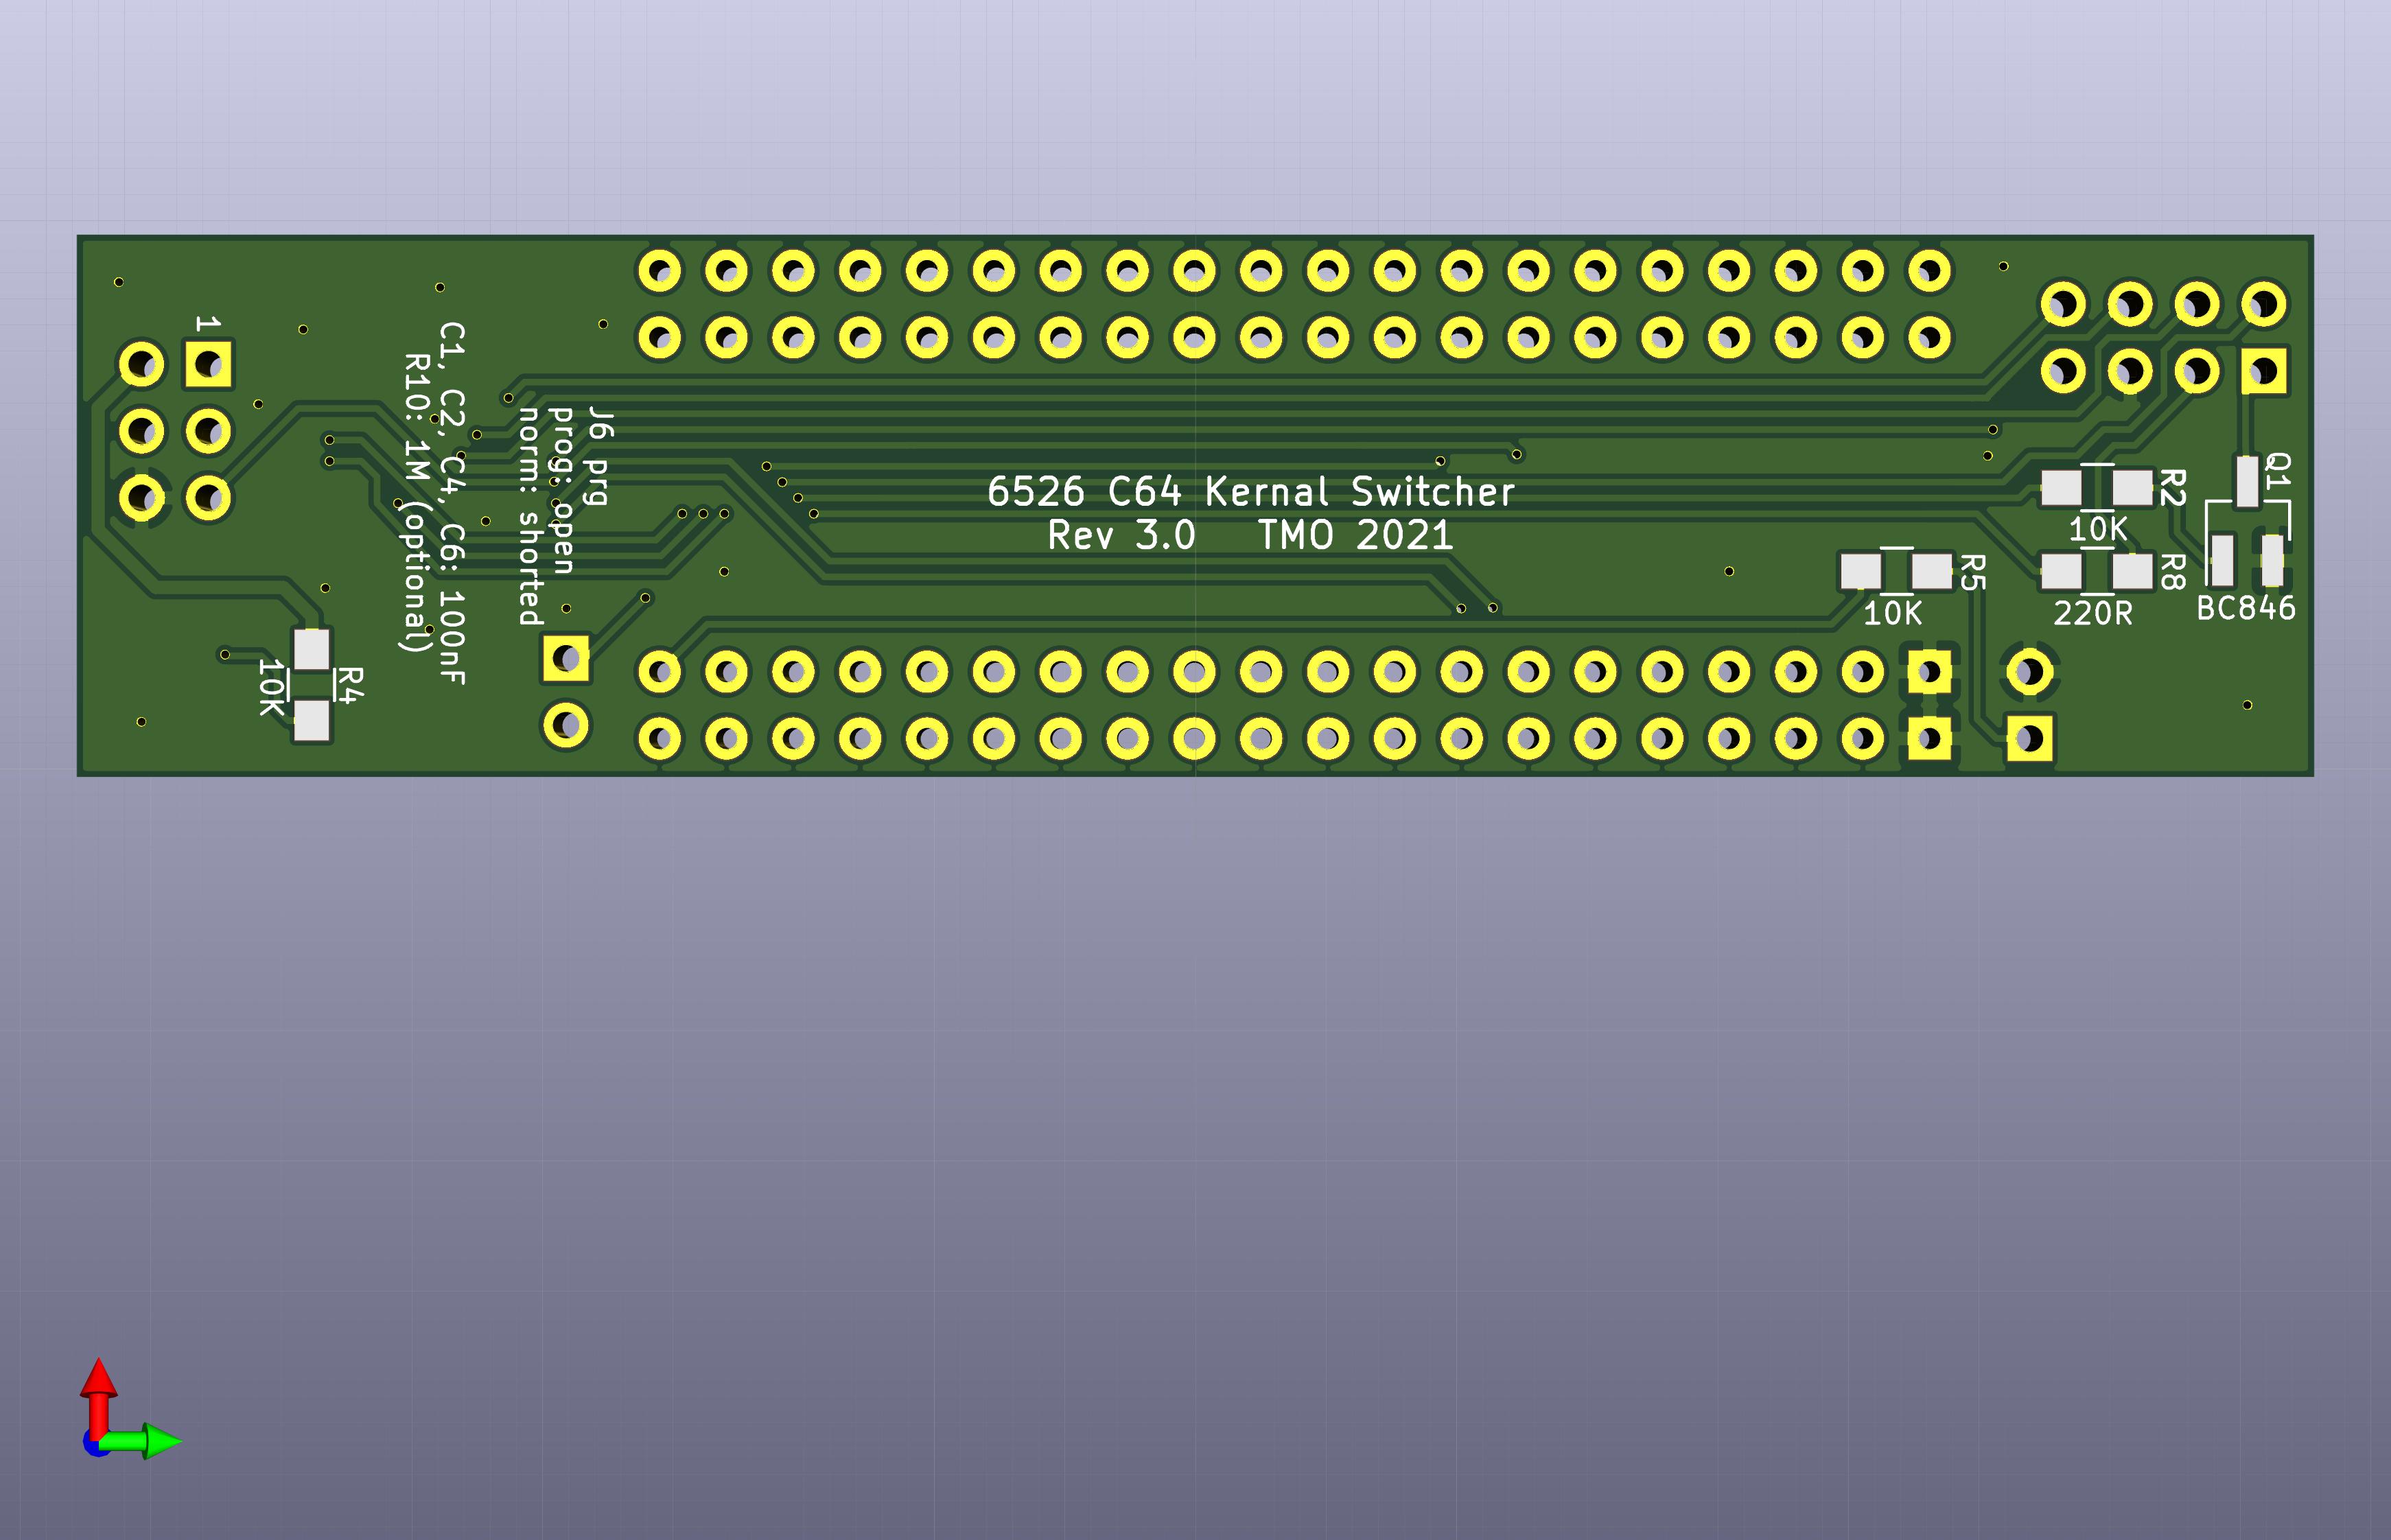 1
C1, C2, C4, C6: 100nF
R10: 1M (optional)
J6 prg
prog: open
norm: shorted
6526 C64 Kernal Switcher
Rev 3.0 TMO 2021
R4
10K
R5
10K
R2
10K
R8
220R
Q1
BC846